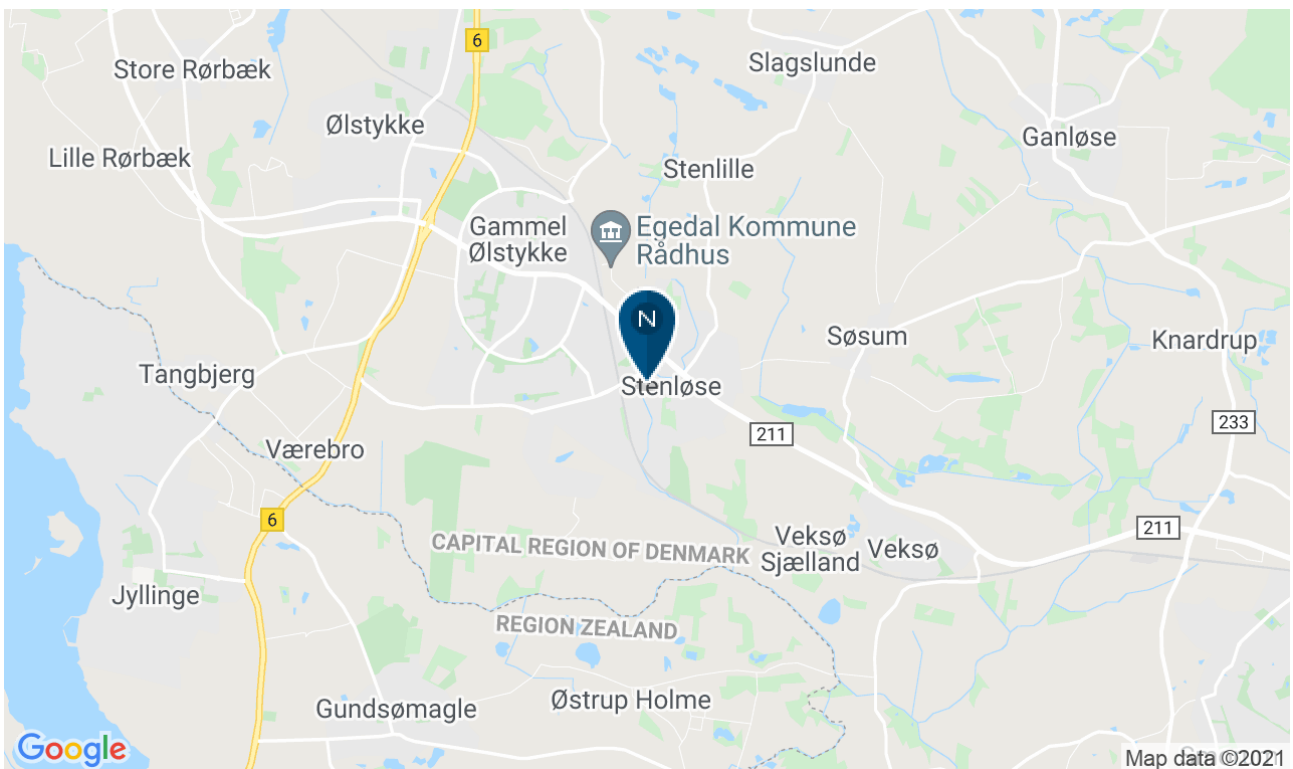 6
Slagslunde
Store Rørbæk
Ølstykke
Ganløse
Lille Rørbæk
Stenlille
Gammel
Ølstykke
Egedal Kommune
Rådhus
N
Søsum
Knardrup
Tangbjerg
Stenløse
233
211
Værebro
6
211
Veksø
Sjælland
Veksø
CAPITAL REGION OF DENMARK
Jyllinge
REGION ZEALAND
Østrup Holme
Gundsømagle
Google
Map data ©2021